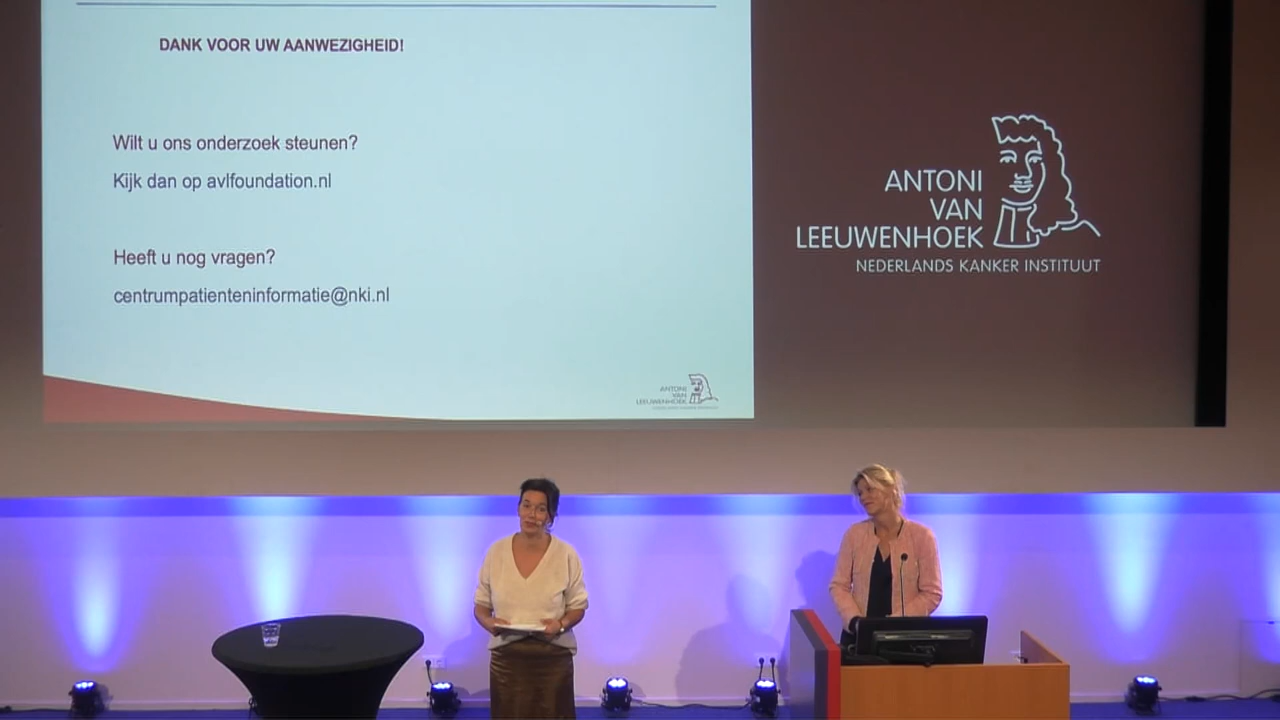 DANK VOOR UW AANWEZIGHEID!
Wilt u ons onderzoek steunen?
Kijk dan op avlfoundation.nl
Heeft u nog vragen?
centrumpatienteninformatie@nki.nl
ANTONI
VAN
LEEUWENHOEK
ANTONI
VAN
LEEUWENHOEK
NEDERLANDS KANKER INSTITUUT